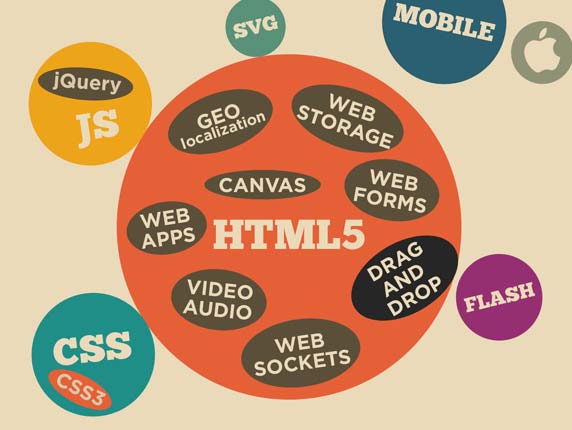 SVG
MOBILE
jQuery
JS
GEO
localization
WEB
STORAGE
CANVAS
WEB
FORMS
WEB
APPS
HTML5
DRAG
AND
DROP
VIDEO
AUDIO
FLASH
WEB
SOCKETS
CSS
CSS3